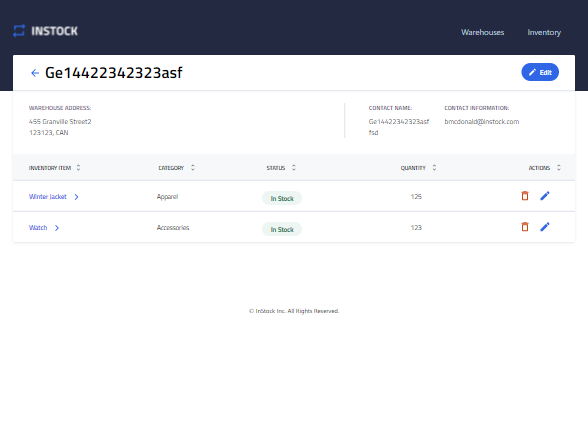 INSTOCK
Warehouses Inventory
Ge14422342323asf
Edit
WAREHOUSE ADDRESS:
455 Granville Street2
123123, CAN
CONTACT NAME:
Ge14422342323asf
fsd
CONTACT INFORMATION:
bmcdonald@instock.com
INVENTORY ITEM CATEGORY STATUS QUANTITY ACTIONS
Winter Jacket Apparel In Stock 125
Watch Accessories In Stock 123
© InStock Inc. All Rights Reserved.